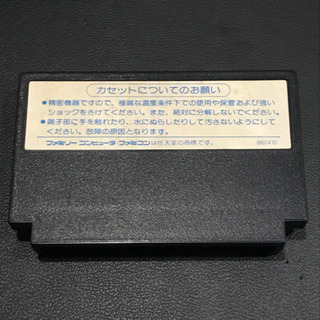 カセットについてのお願い
●精密機器ですので、極端な温度条件下での使用や保管および強い
ショックをさけてください。また、絶対に分解しないでください。
●端子部に手を触れたり、水にぬらしたりして汚さないようにして
ください。故障の原因となります。
ファミリーコンピュータ・ファミコンは任天堂の商標です。